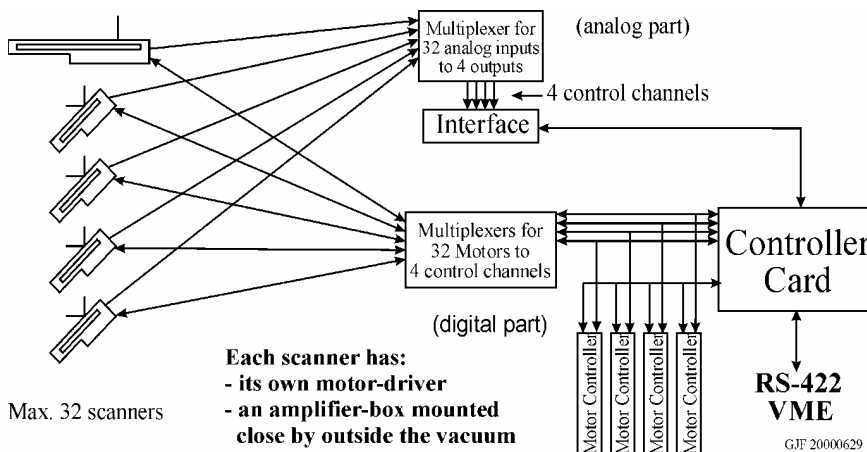 Multiplexer for
32 analog inputs
to 4 outputs
(analog part)
4 control channels
Interface
Multiplexers for
32 Motors to
4 control channels
Controller
Card
(digital part)
Each scanner has:
- its own motor-driver
- an amplifier-box mounted
close by outside the vacuum
Max. 32 scanners
Motor Controller
Motor Controller
Motor Controller
Motor Controller
RS-422
VME
GJF 20000629